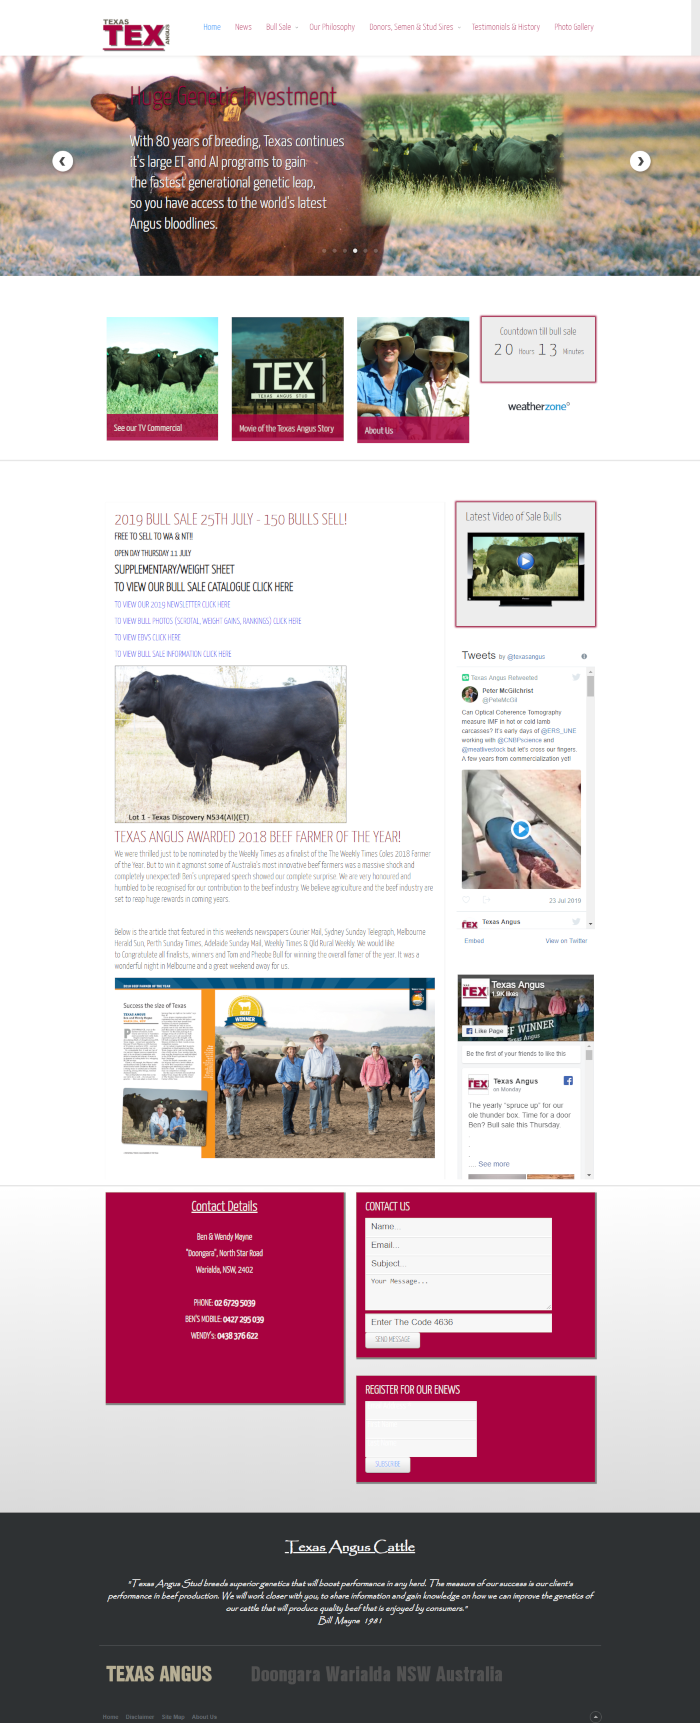 TEXAS
TEX
ANGUS
Home News Bull Sale Our Philosophy Donors, Semen & Stud Sires Testimonials & History Photo Gallery
Huge Genetic Investment
With 80 years of breeding, Texas continues
it's large ET and AI programs to gain
the fastest generational genetic leap,
so you have access to the world's latest
Angus bloodlines.
See our TV Commercial
TEX
TEXAS ANGUS STUD
Movie of the Texas Angus Story
About Us
Countdown till bull sale
20 Hours 13 Minutes
weatherzone
2019 BULL SALE 25TH JULY - 150 BULLS SELL!
FREE TO SELL TO WA & NT!!
OPEN DAY THURSDAY 11 JULY
SUPPLEMENTARY/WEIGHT SHEET
TO VIEW OUR BULL SALE CATALOGUE CLICK HERE
TO VIEW OUR 2019 NEWSLETTER CLICK HERE
TO VIEW BULL PHOTOS (SCROTAL, WEIGHT GAINS, RANKINGS) CLICK HERE
TO VIEW EBVS CLICK HERE
TO VIEW BULL SALE INFORMATION CLICK HERE
Lot 1 - Texas Discovery N534(AI)(ET)
TEXAS ANGUS AWARDED 2018 BEEF FARMER OF THE YEAR!
We were thrilled just to be nominated by the Weekly Times as a finalist of the The Weekly Times Coles 2018 Farmer
of the Year. But to win it agmonst some of Australia's most innovative beef farmers was a massive shock and
completely unexpected! Ben's unprepared speech showed our complete surprise. We are very honoured and
humbled to be recognised for our contribution to the beef industry. We believe agriculture and the beef industry are
set to reap huge rewards in coming years.
Below is the article that featured in this weekends newspapers Courier Mail, Sydney Sunday Telegraph, Melbourne
Herald Sun, Perth Sunday Times, Adelaide Sunday Mail, Weekly Times & Qld Rural Weekly. We would like
to Congratulate all finalists, winners and Tom and Pheobe Bull for winning the overall famer of the year. It was a
wonderful night in Melbourne and a great weekend away for us.
Success the size of Texas
WINNER
Latest Video of Sale Bulls
Tweets by @texasangus
Texas Angus Retweeted
Peter McGilchrist
@PeteMcGil
Can Optical Coherence Tomography
measure IMF in hot or cold lamb
carcasses? It's early days of @ERS_UNE
working with @CNBPscience and
@meatlivestock but let's cross our fingers.
A few years from commercialization yet!
23 Jul 2019
TEX
Texas Angus
Embed View on Twitter
TEX
Texas Angus
1.9K likes
Like Page
WINNER
Be the first of your friends to like this
TEX
Texas Angus
on Monday
The yearly "spruce up" for our
ole thunder box. Time for a door
Ben? Bull sale this Thursday.
.
.
.
... See more
Contact Details
Ben & Wendy Mayne
"Doongara", North Star Road
Warialda, NSW, 2402
PHONE: 02 6729 5039
BEN'S MOBILE: 0427 295 039
WENDY's: 0438 376 622
CONTACT US
Name...
Email...
Subject...
Your Message...
Enter The Code 4636
SEND MESSAGE
REGISTER FOR OUR ENEWS
SUBSCRIBE
Texas Angus Cattle
"Texas Angus Stud breeds superior genetics that will boost performance in any herd. The measure of our success is our client's
performance in beef production. We will work closer with you, to share information and gain knowledge on how we can improve the genetics of
our cattle that will produce quality beef that is enjoyed by consumers."
Bill Mayne 1981
TEXAS ANGUS Doongara Warialda NSW Australia
Home Disclaimer Site Map About Us